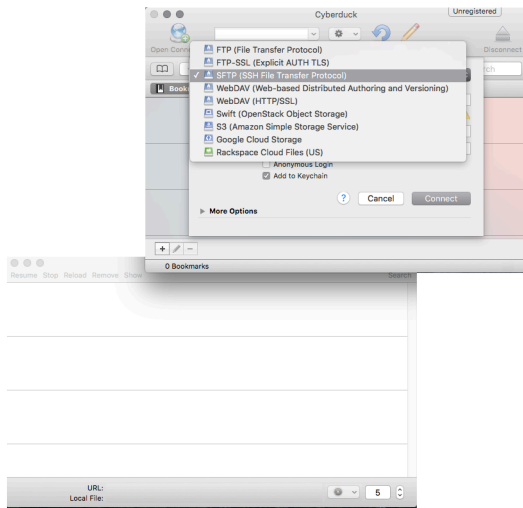 Cyberduck
Unregistered
Open Conn
Disconnect
FTP (File Transfer Protocol)
FTP-SSL (Explicit AUTH TLS)
✓ SFTP (SSH File Transfer Protocol)
WebDAV (Web-based Distributed Authoring and Versioning)
WebDAV (HTTP/SSL)
Swift (OpenStack Object Storage)
S3 (Amazon Simple Storage Service)
Google Cloud Storage
Rackspace Cloud Files (US)
rch
Book
Anonymous Login
Add to Keychain
? Cancel Connect
More Options
+ −
0 Bookmarks
Resume Stop Reload Remove Show
Search
URL:
Local File:
5